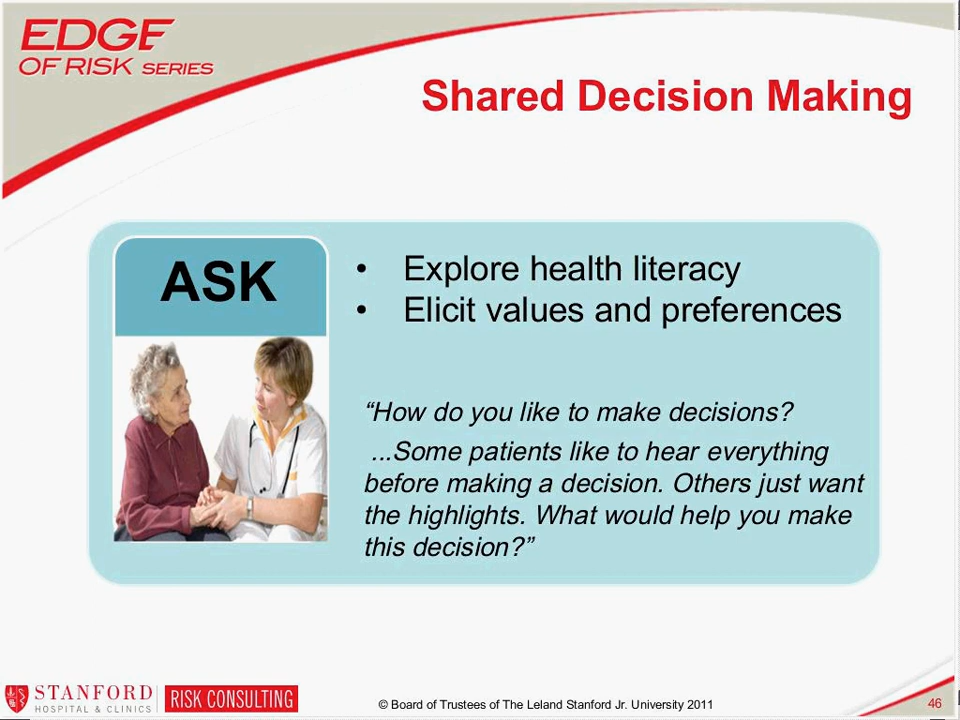 EDGE
OF RISK SERIES
Shared Decision Making
ASK
• Explore health literacy
• Elicit values and preferences
“How do you like to make decisions?
...Some patients like to hear everything
before making a decision. Others just want
the highlights. What would help you make
this decision?”
STANFORD
HOSPITAL & CLINICS
RISK CONSULTING
© Board of Trustees of The Leland Stanford Jr. University 2011
46